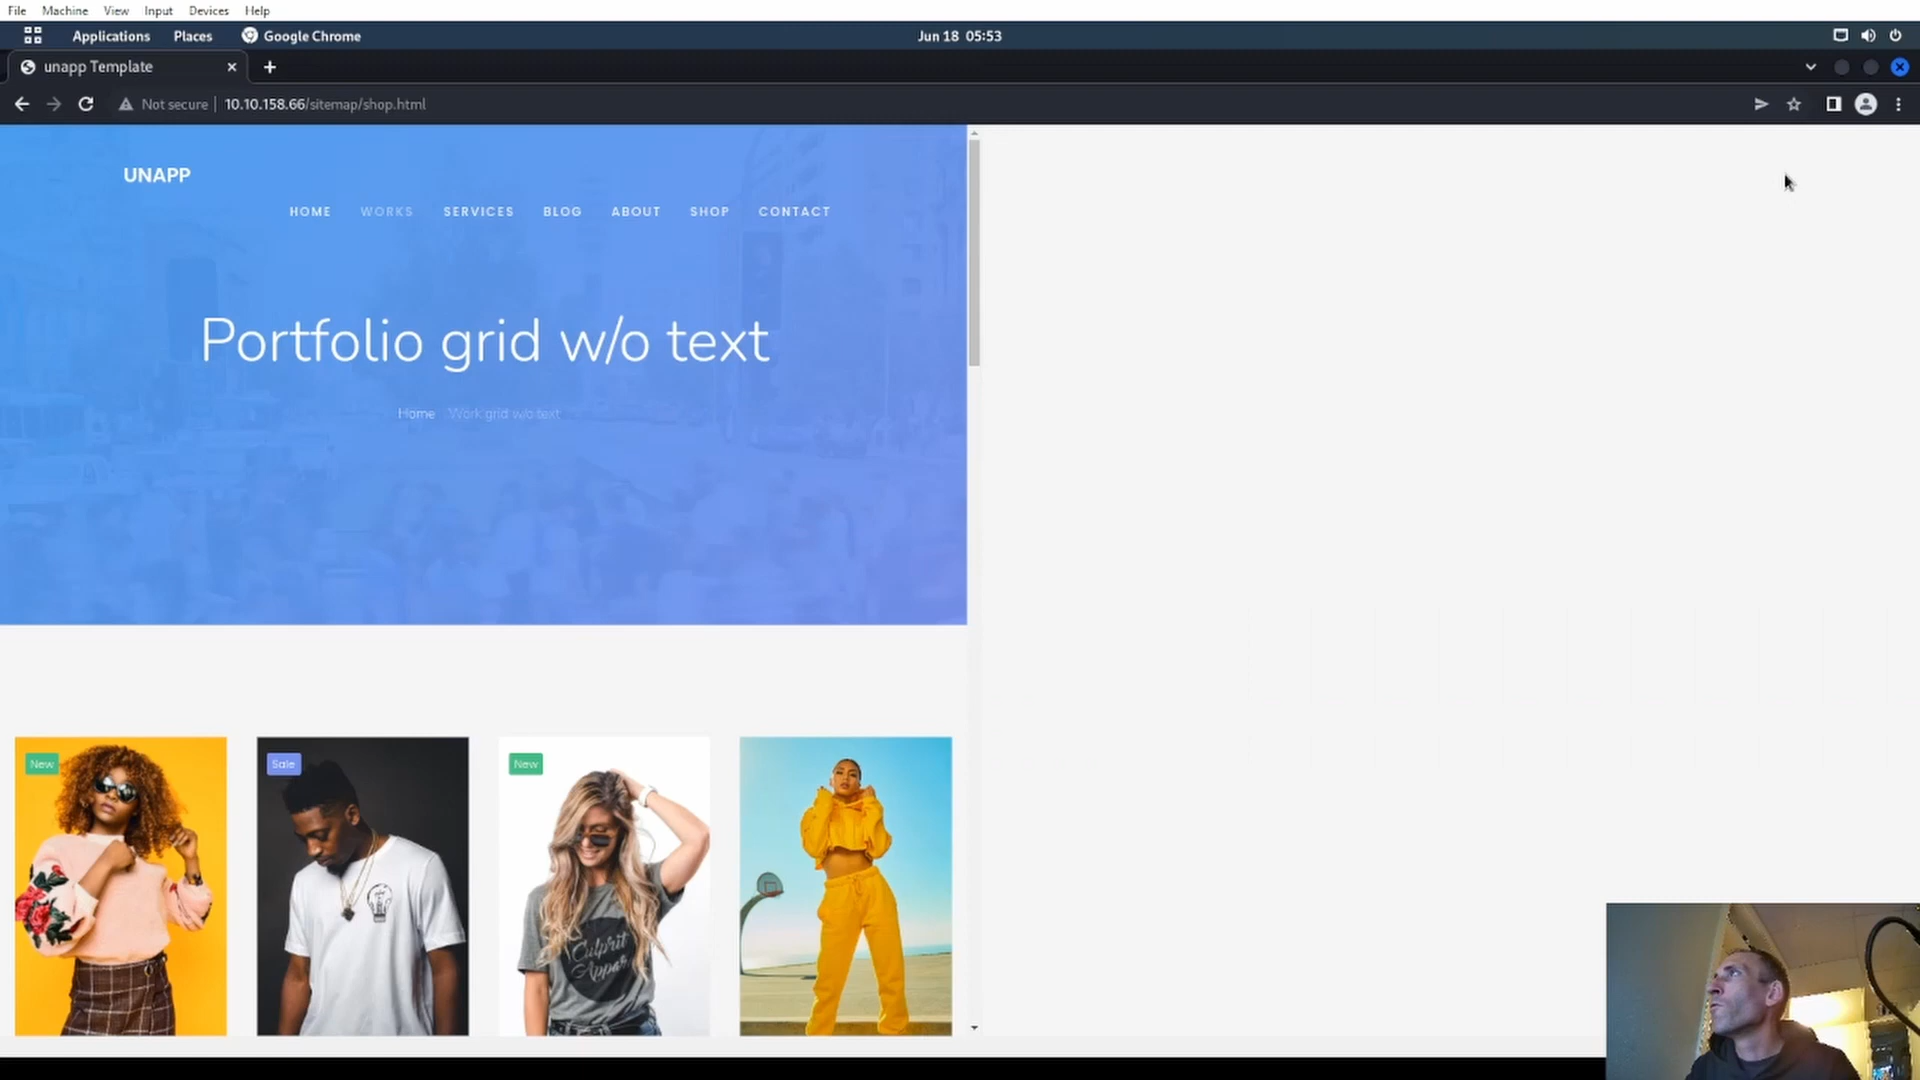 File Machine View Input Devices Help
Applications Places Google Chrome Jun 18 05:53
unapp Template
Not secure 10.10.158.66/sitemap/shop.html
UNAPP
HOME WORKS SERVICES BLOG ABOUT SHOP CONTACT
Portfolio grid w/o text
Home Work grid w/o text
New Sale New
Culprit
Appar